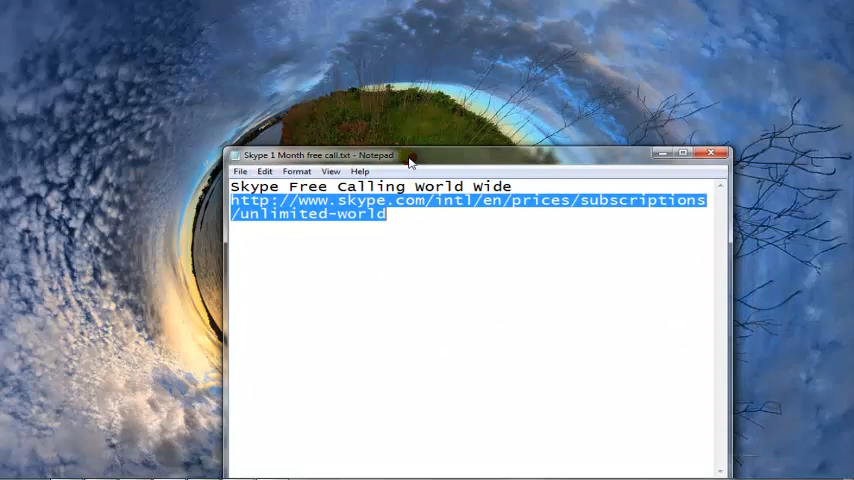 Skype 1 Month free call.txt - Notepad
File Edit Format View Help
Skype Free Calling World Wide
http://www.skype.com/intl/en/prices/subscriptions
/unlimited-world